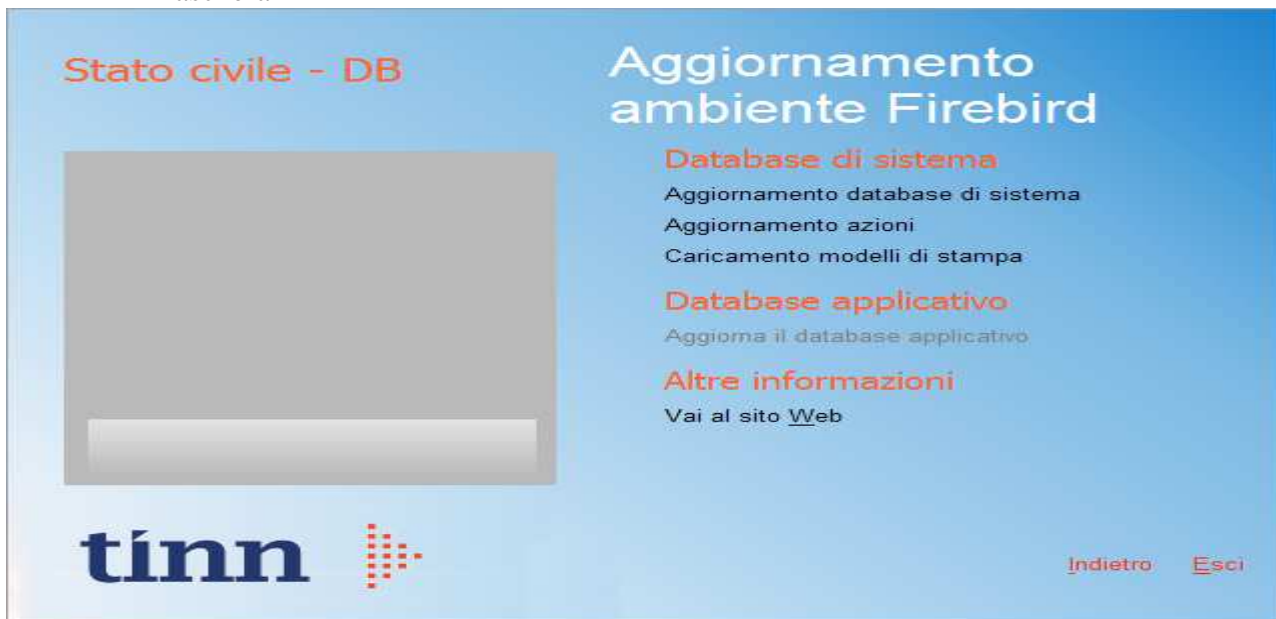 Stato civile - DB
Aggiornamento
ambiente Firebird
Database di sistema
Aggiornamento database di sistema
Aggiornamento azioni
Caricamento modelli di stampa
Database applicativo
Aggiorna il database applicativo
Altre informazioni
Vai al sito Web
tinn
Indietro Esci